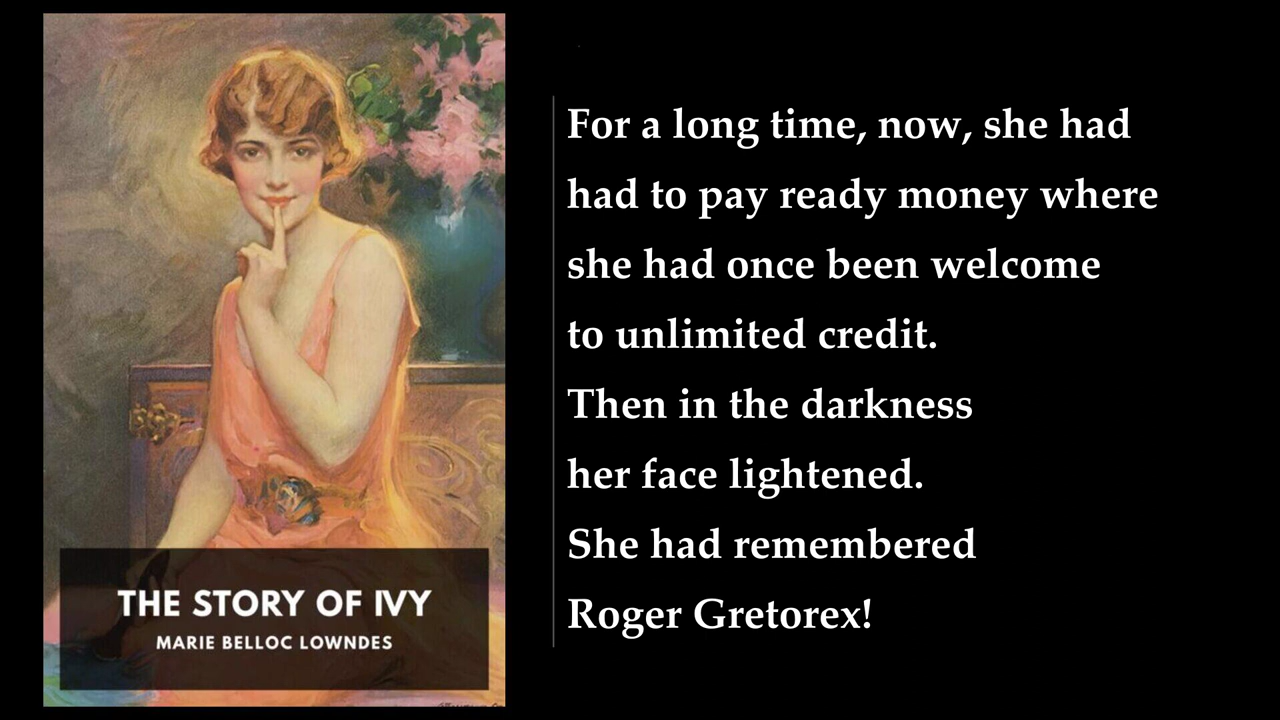 THE STORY OF IVY
MARIE BELLOC LOWNDES
For a long time, now, she had
had to pay ready money where
she had once been welcome
to unlimited credit.
Then in the darkness
her face lightened.
She had remembered
Roger Gretorex!